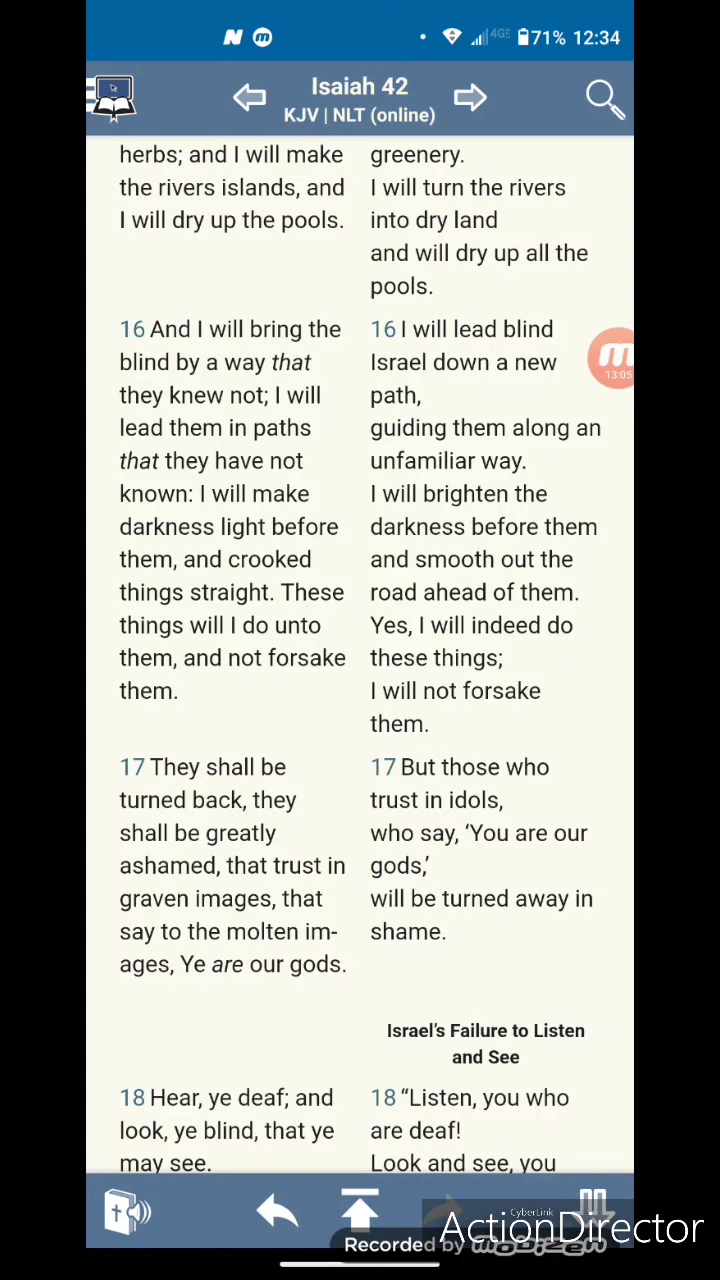 71% 12:34
Isaiah 42
KJV | NLT (online)
herbs; and I will make
the rivers islands, and
I will dry up the pools.
greenery.
I will turn the rivers
into dry land
and will dry up all the
pools.
16 And I will bring the
blind by a way that
they knew not; I will
lead them in paths
that they have not
known: I will make
darkness light before
them, and crooked
things straight. These
things will I do unto
them, and not forsake
them.
16 I will lead blind
Israel down a new
path,
guiding them along an
unfamiliar way.
I will brighten the
darkness before them
and smooth out the
road ahead of them.
Yes, I will indeed do
these things;
I will not forsake
them.
13:05
17 They shall be
turned back, they
shall be greatly
ashamed, that trust in
graven images, that
say to the molten im-
ages, Ye are our gods.
17 But those who
trust in idols,
who say, ‘You are our
gods,’
will be turned away in
shame.
Israel’s Failure to Listen
and See
18 Hear, ye deaf; and
look, ye blind, that ye
may see.
18 “Listen, you who
are deaf!
Look and see, you
CyberLink
ActionDirector
Recorded by mobizen